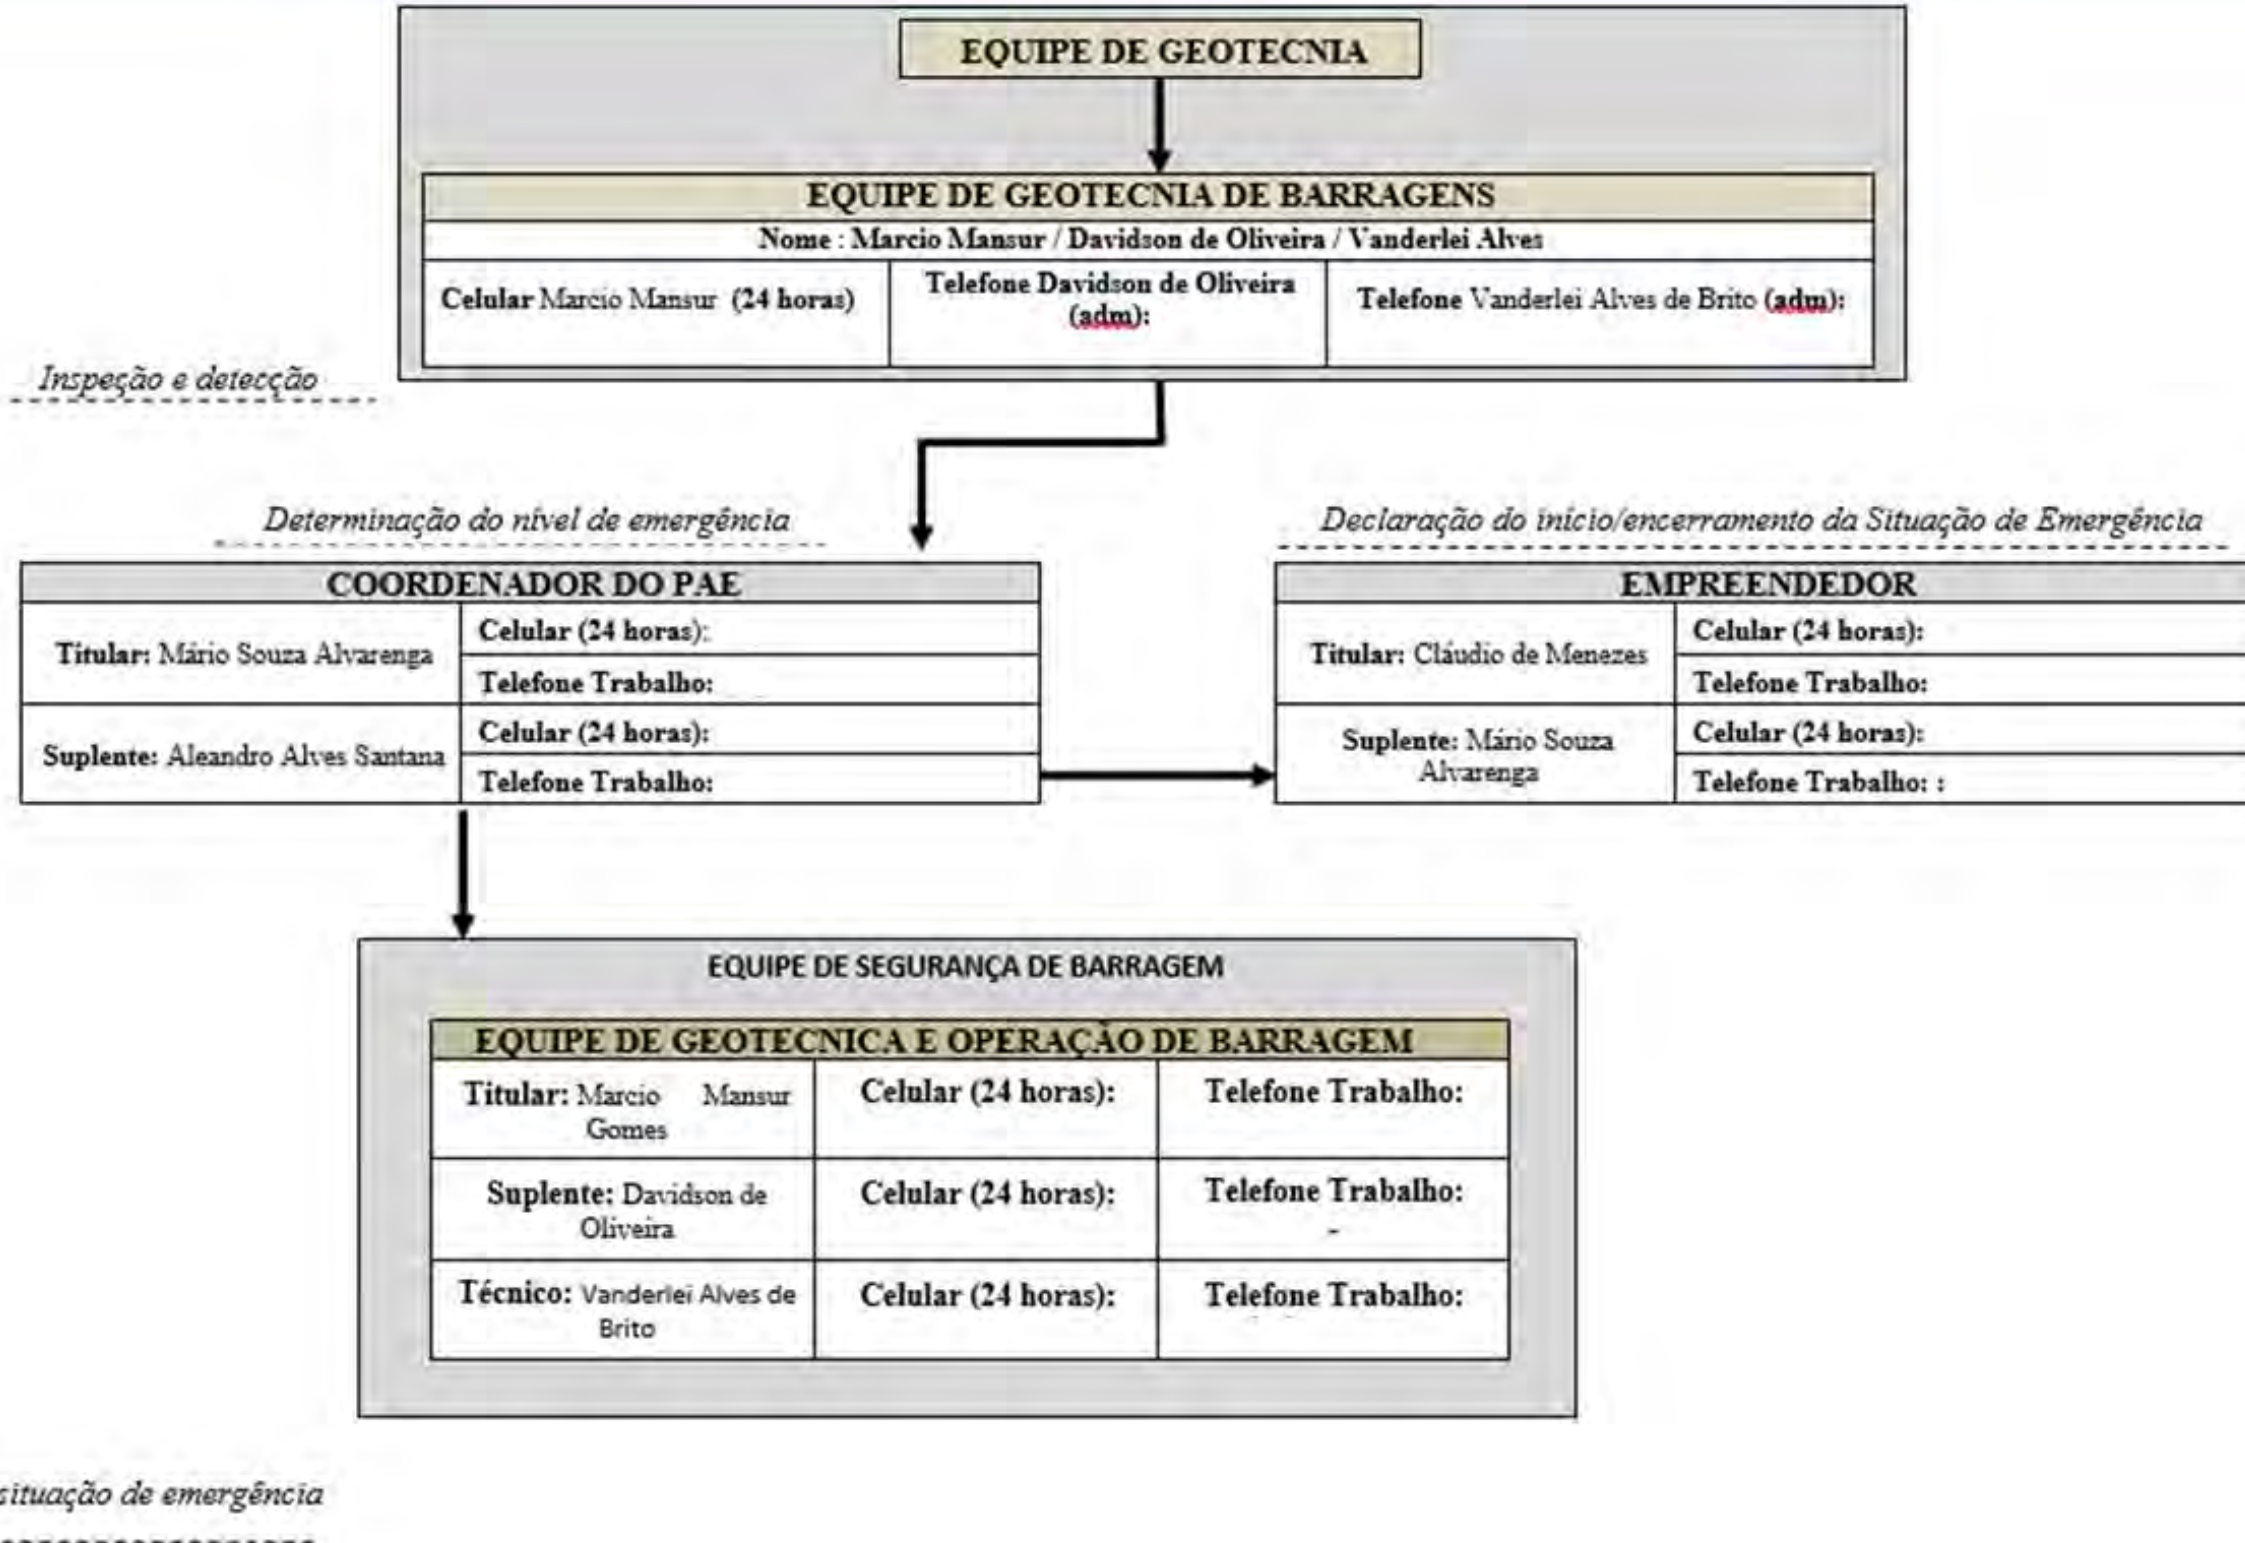 EQUIPE DE GEOTECNIA
EQUIPE DE GEOTECNIA DE BARRAGENS
Nome : Marcio Mansur / Davidson de Oliveira / Vanderlei Alves
Celular Marcio Mansur (24 horas)
Telefone Davidson de Oliveira
(adm):
Telefone Vanderlei Alves de Brito (adm):
Inspeção e detecção
Determinação do nível de emergência
Declaração do início/encerramento da Situação de Emergência
COORDENADOR DO PAE
Titular: Mário Souza Alvarenga
Celular (24 horas):
Telefone Trabalho:
Suplente: Aleandro Alves Santana
Celular (24 horas):
Telefone Trabalho:
EMPREENDEDOR
Titular: Cláudio de Menezes
Celular (24 horas):
Telefone Trabalho:
Suplente: Mário Souza
Alvarenga
Celular (24 horas):
Telefone Trabalho: :
EQUIPE DE SEGURANÇA DE BARRAGEM
EQUIPE DE GEOTECNICA E OPERAÇÃO DE BARRAGEM
Titular: Marcio Mansur
Gomes
Celular (24 horas):
Telefone Trabalho:
Suplente: Davidson de
Oliveira
Celular (24 horas):
Telefone Trabalho:
-
Técnico: Vanderlei Alves de
Brito
Celular (24 horas):
Telefone Trabalho:
situação de emergência